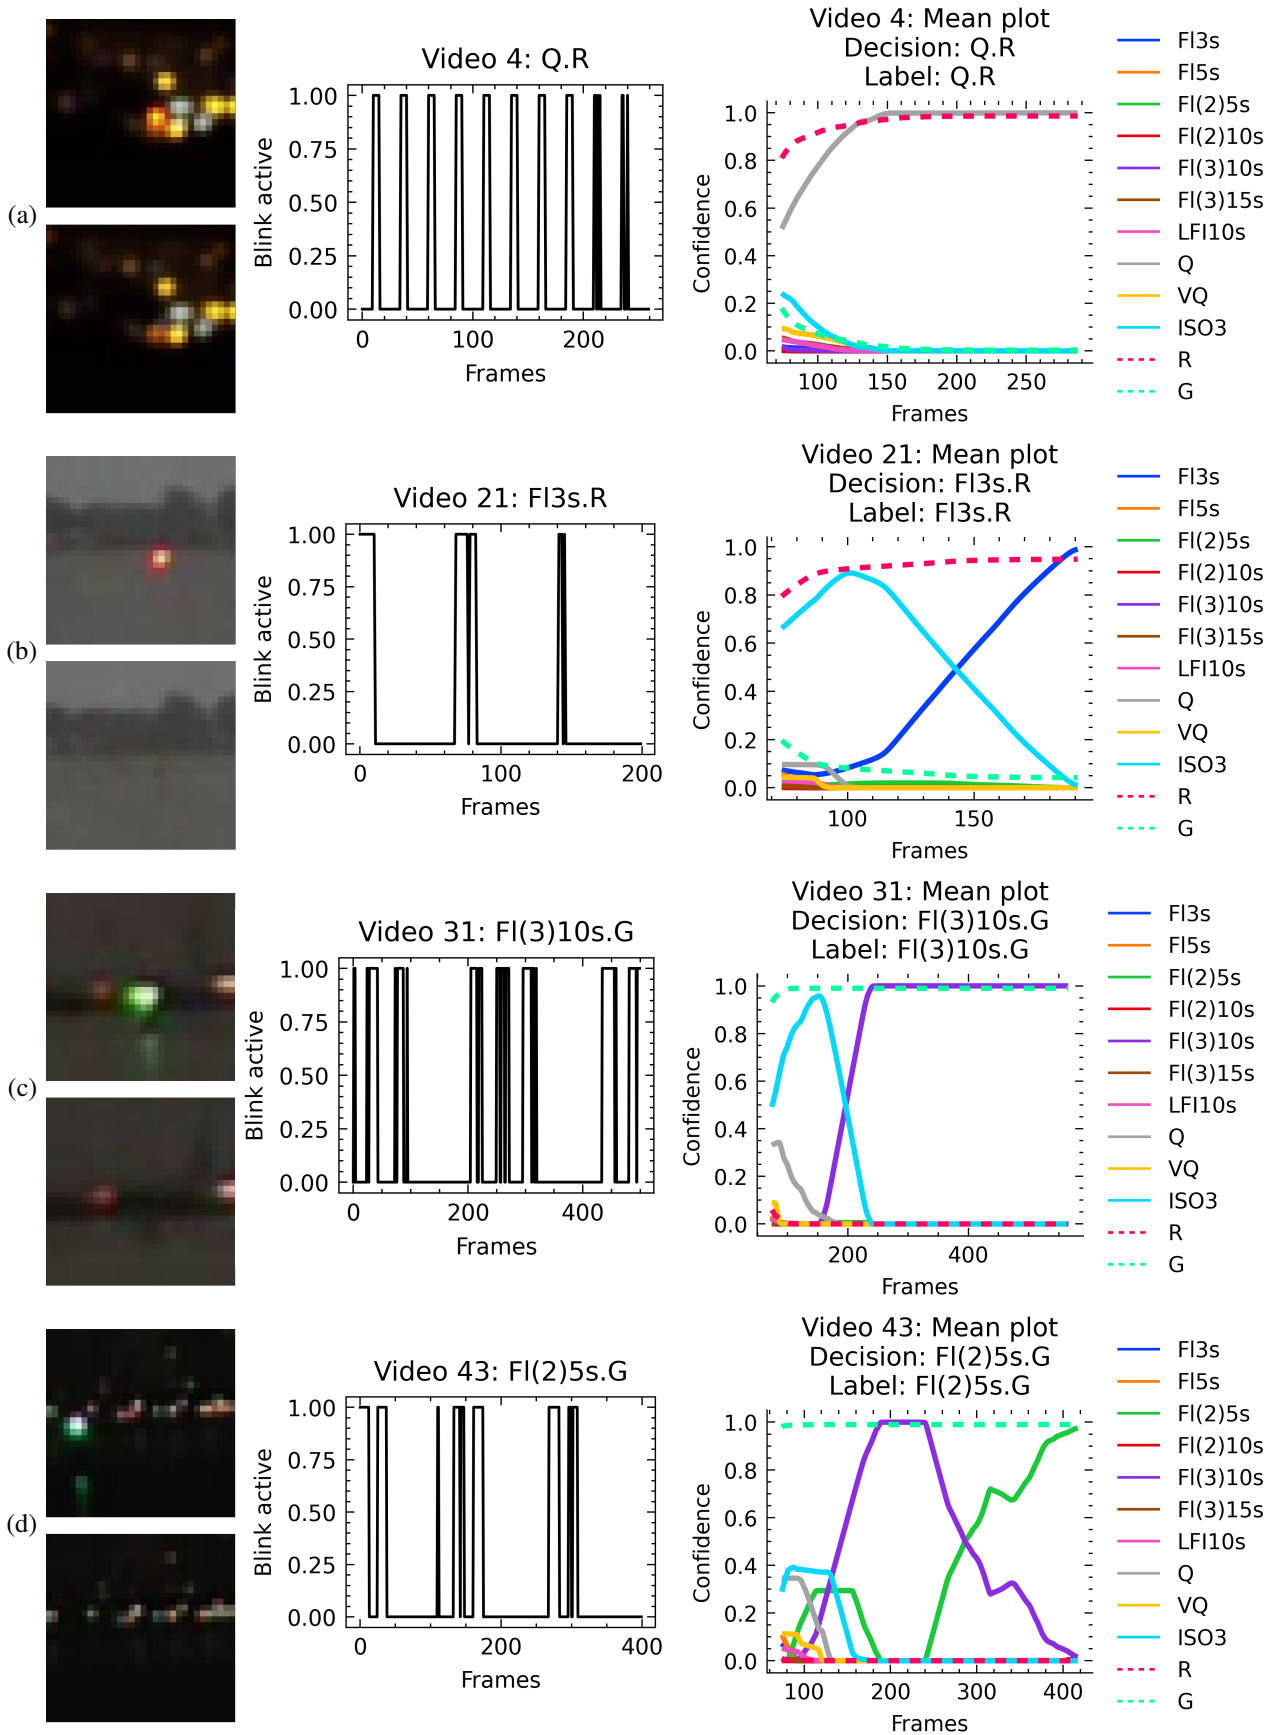 (a)
Video 4: Q.R
1.00
0.75
0.50
0.25
0.00
Blink active
0 100 200
Frames
Video 4: Mean plot
Decision: Q.R
Label: Q.R
1.0
0.8
0.6
0.4
0.2
0.0
Confidence
100 150 200 250
Frames
Fl3s
Fl5s
Fl(2)5s
Fl(2)10s
Fl(3)10s
Fl(3)15s
LFl10s
Q
VQ
ISO3
R
G
(b)
Video 21: Fl3s.R
1.00
0.75
0.50
0.25
0.00
Blink active
0 100 200
Frames
Video 21: Mean plot
Decision: Fl3s.R
Label: Fl3s.R
1.0
0.8
0.6
0.4
0.2
0.0
Confidence
100 150
Frames
Fl3s
Fl5s
Fl(2)5s
Fl(2)10s
Fl(3)10s
Fl(3)15s
LFl10s
Q
VQ
ISO3
R
G
(c)
Video 31: Fl(3)10s.G
1.00
0.75
0.50
0.25
0.00
Blink active
0 200 400
Frames
Video 31: Mean plot
Decision: Fl(3)10s.G
Label: Fl(3)10s.G
1.0
0.8
0.6
0.4
0.2
0.0
Confidence
200 400
Frames
Fl3s
Fl5s
Fl(2)5s
Fl(2)10s
Fl(3)10s
Fl(3)15s
LFl10s
Q
VQ
ISO3
R
G
(d)
Video 43: Fl(2)5s.G
1.00
0.75
0.50
0.25
0.00
Blink active
0 200 400
Frames
Video 43: Mean plot
Decision: Fl(2)5s.G
Label: Fl(2)5s.G
1.0
0.8
0.6
0.4
0.2
0.0
Confidence
100 200 300 400
Frames
Fl3s
Fl5s
Fl(2)5s
Fl(2)10s
Fl(3)10s
Fl(3)15s
LFl10s
Q
VQ
ISO3
R
G